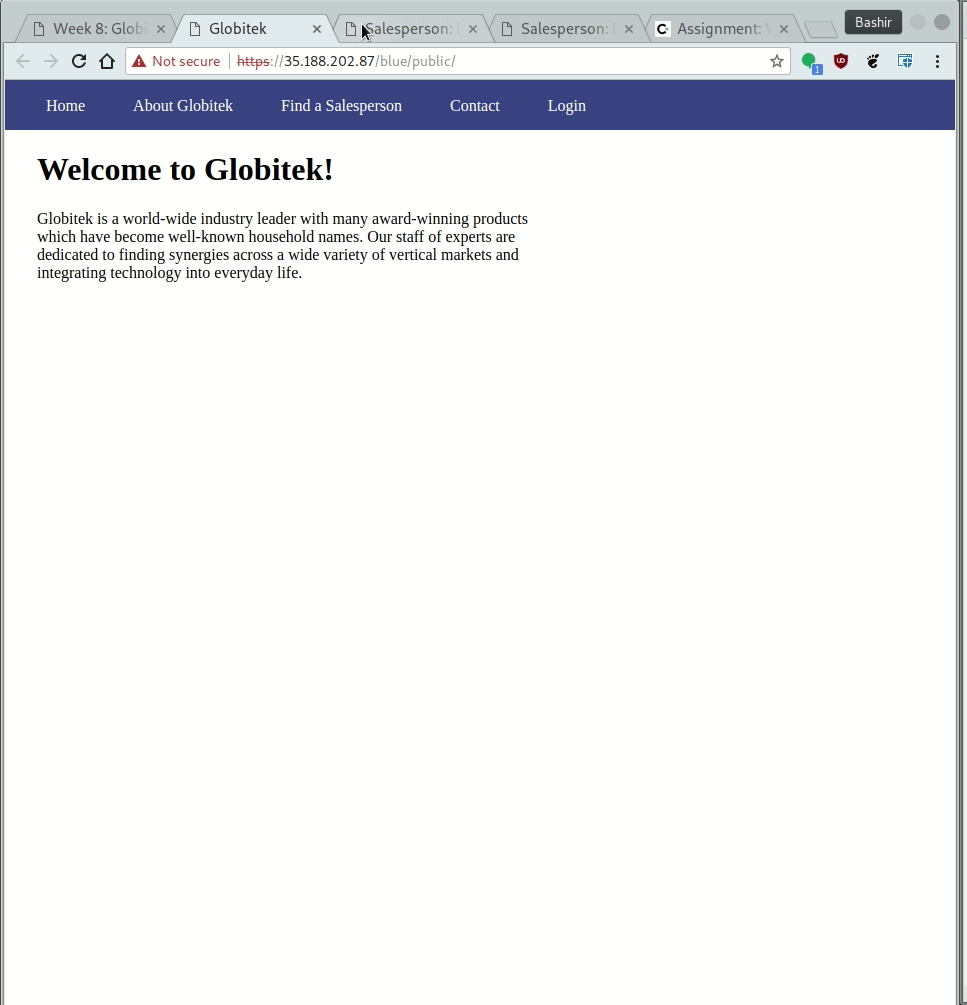 Week 8: Glob
Globitek
Salesperson:
Salesperson:
Assignment:
Bashir
Not secure
https://35.188.202.87/blue/public/
1
Home
About Globitek
Find a Salesperson
Contact
Login
Welcome to Globitek!
Globitek is a world-wide industry leader with many award-winning products
which have become well-known household names. Our staff of experts are
dedicated to finding synergies across a wide variety of vertical markets and
integrating technology into everyday life.